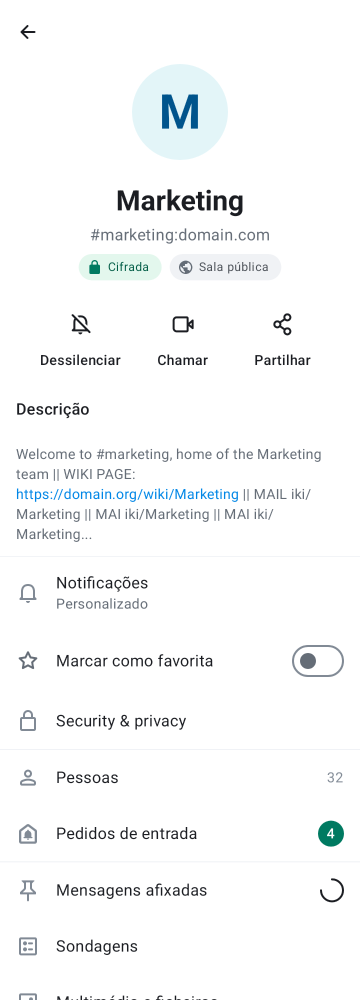 M
Marketing
#marketing:domain.com
Cifrada
Sala pública
Dessilenciar
Chamar
Partilhar
Descrição
Welcome to #marketing, home of the Marketing
team || WIKI PAGE:
https://domain.org/wiki/Marketing || MAIL iki/
Marketing || MAI iki/Marketing || MAI iki/
Marketing...
Notificações
Personalizado
Marcar como favorita
Security & privacy
Pessoas
32
Pedidos de entrada
4
Mensagens afixadas
Sondagens
Multimédia e ficheiros